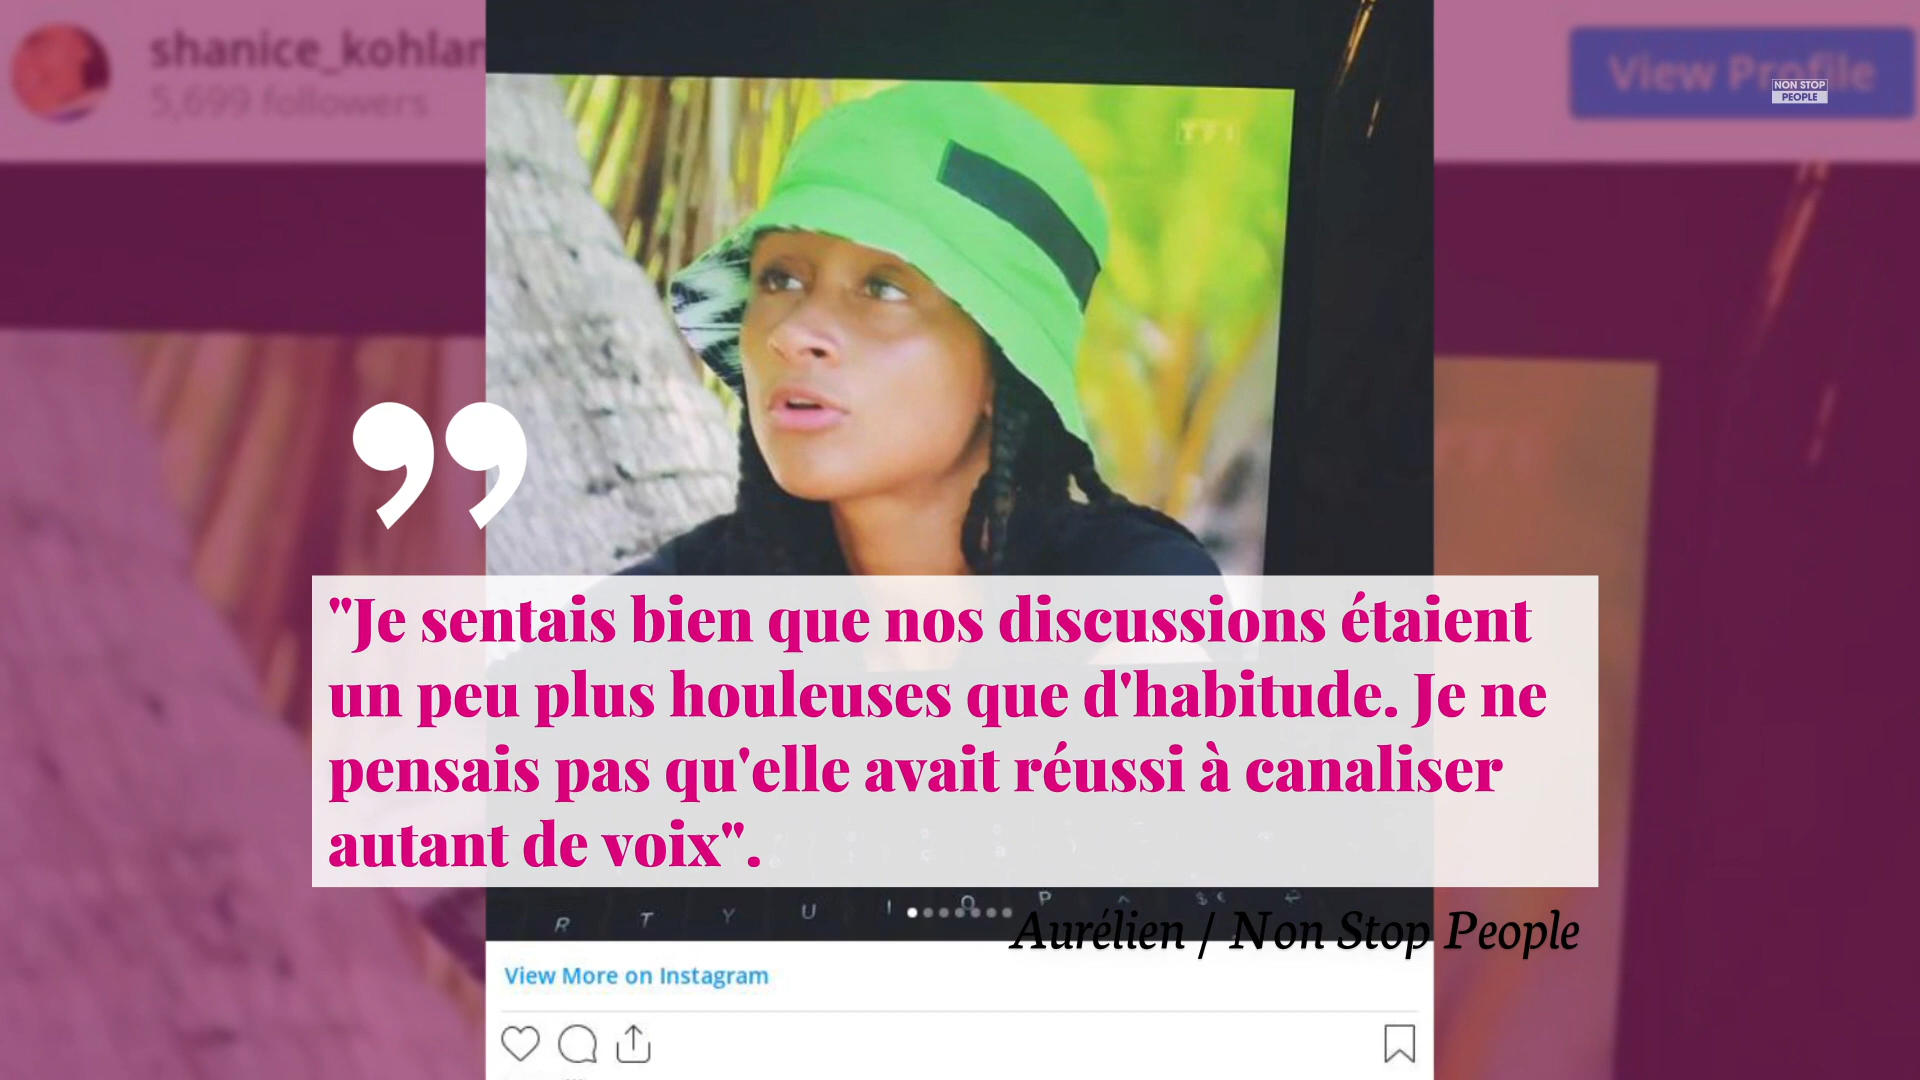 shanice_kohlar
5,699 followers
View Profile
NON STOP
PEOPLE
TF1
"Je sentais bien que nos discussions étaient
un peu plus houleuses que d'habitude. Je ne
pensais pas qu'elle avait réussi à canaliser
autant de voix".
R T Y U I O P ^ $ €
Aurélien / Non Stop People
View More on Instagram